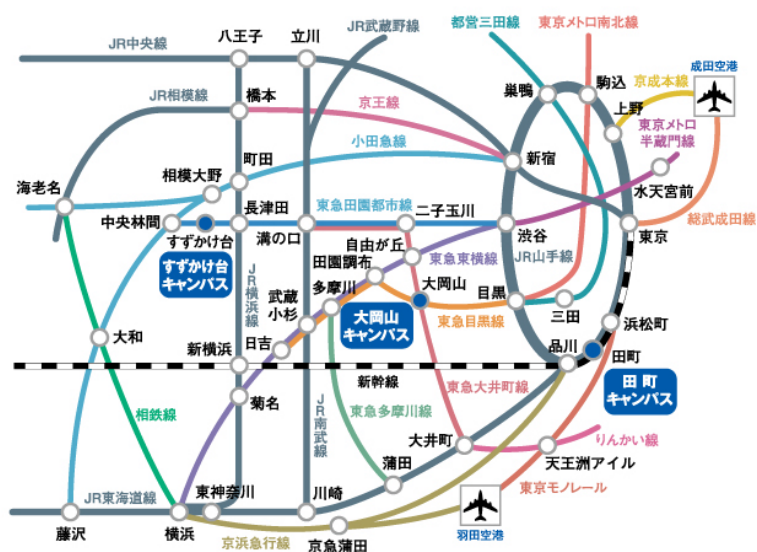 都営三田線
東京メトロ南北線
JR武蔵野線
八王子
立川
JR中央線
成田空港
京成本線
駒込
巣鴨
上野
JR相模線
橋本
京王線
東京メトロ
半蔵門線
小田急線
新宿
町田
相模大野
水天宮前
海老名
長津田
東急田園都市線
二子玉川
中央林間
総武成田線
すずかけ台
溝の口
渋谷
東京
自由が丘
東急東横線
JR山手線
すずかけ台
キャンパス
田園調布
大岡山
目黒
多摩川
JR横浜線
武蔵
小杉
大岡山
キャンパス
東急目黒線
三田
浜松町
大和
新横浜
日吉
品川
田町
新幹線
田町
キャンパス
東急大井町線
相鉄線
菊名
JR南武線
東急多摩川線
大井町
りんかい線
蒲田
天王洲アイル
JR東海道線
東神奈川
東京モノレール
藤沢
横浜
川崎
羽田空港
京浜急行線
京急蒲田